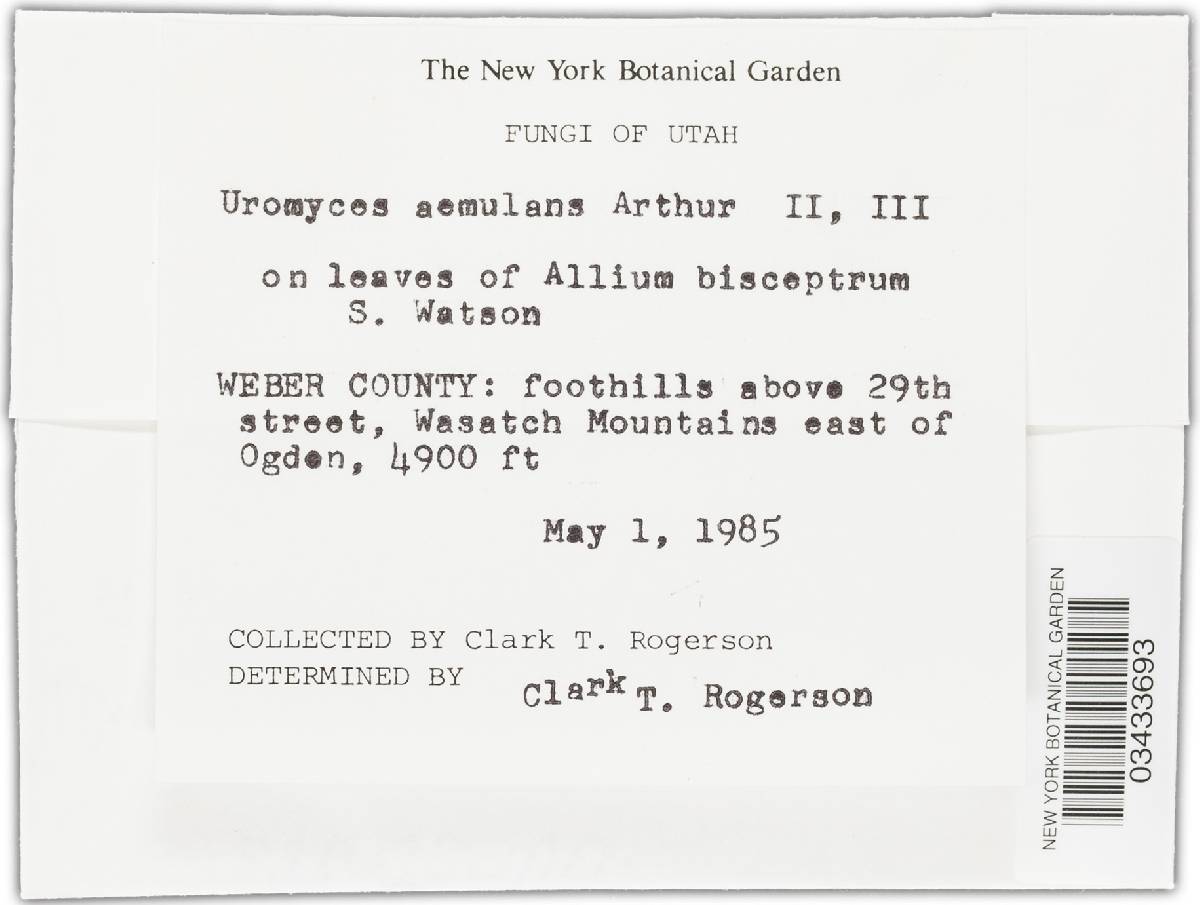 The New York Botanical Garden
FUNGI OF UTAH
Uromyces aemulans Arthur II, III
on leaves of Allium bisceptrum
S. Watson
WEBER COUNTY: foothills above 29th
street, Wasatch Mountains east of
Ogden, 4900 ft
May 1, 1985
COLLECTED BY Clark T. Rogerson
DETERMINED BY Clark T. Rogerson
NEW YORK BOTANICAL GARDEN
03433693